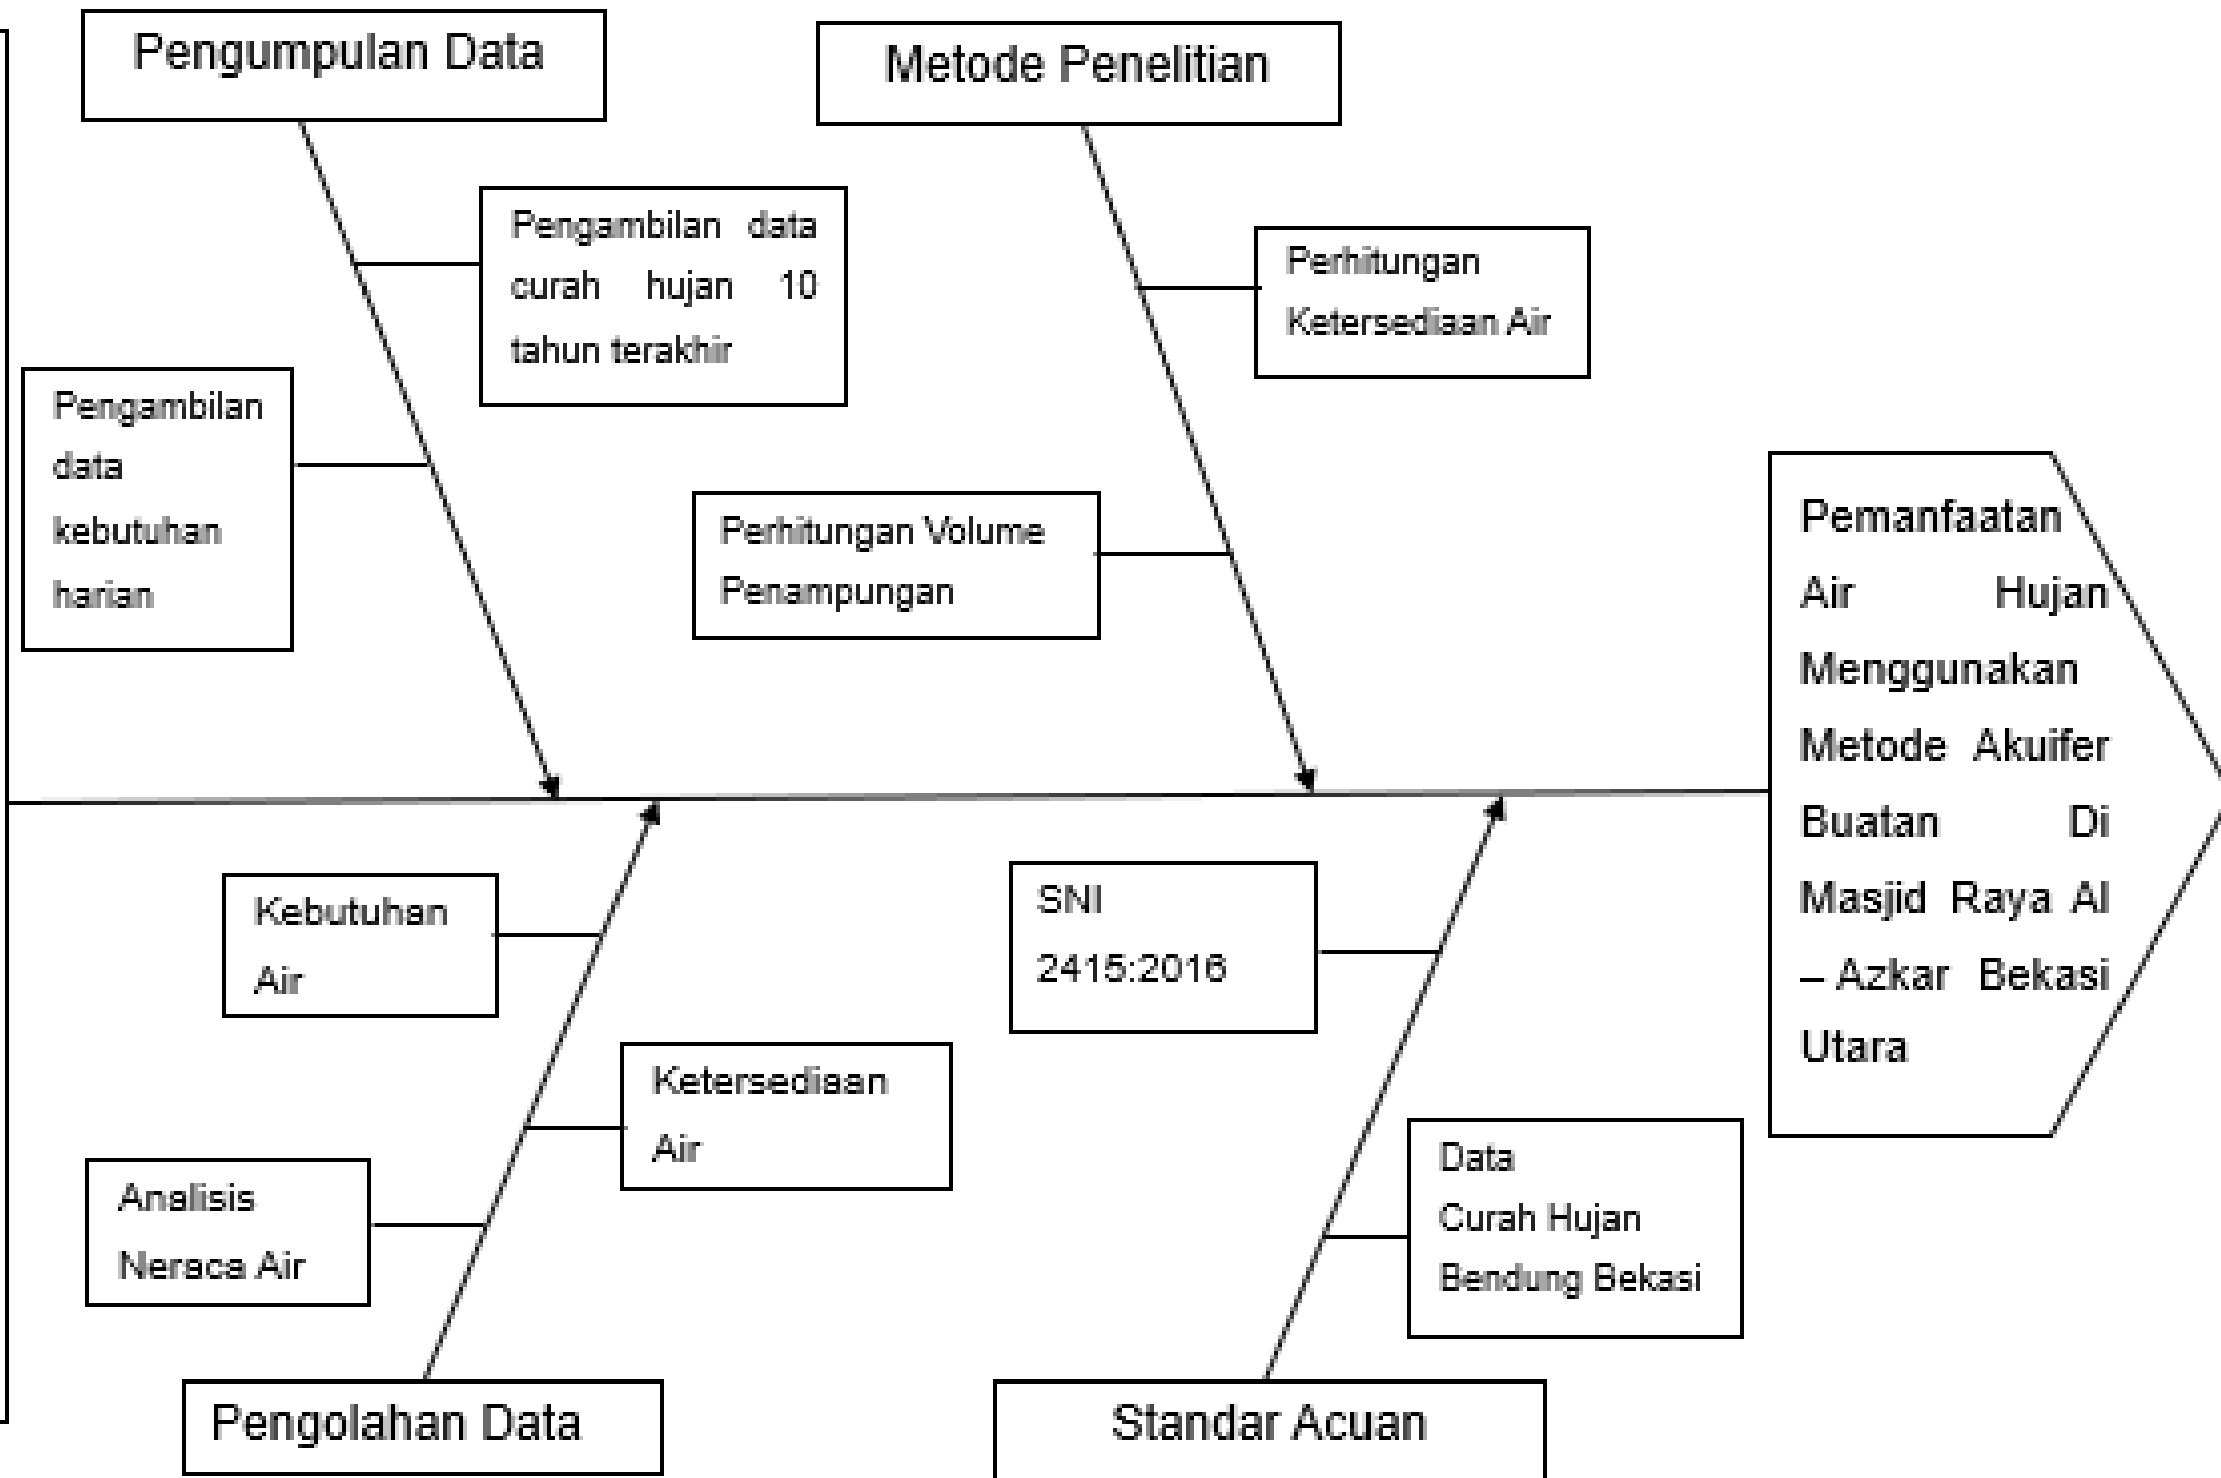 Pengumpulan Data
Metode Penelitian
Pengambilan data
curah hujan 10
tahun terakhir
Perhitungan
Ketersediaan Air
Pengambilan
data
kebutuhan
harian
Perhitungan Volume
Penampungan
Pemanfaatan
Air Hujan
Menggunakan
Metode Akuifer
Buatan Di
Masjid Raya Al
– Azkar Bekasi
Utara
Kebutuhan
Air
SNI
2415:2016
Ketersediaan
Air
Data
Curah Hujan
Bendung Bekasi
Analisis
Neraca Air
Pengolahan Data
Standar Acuan